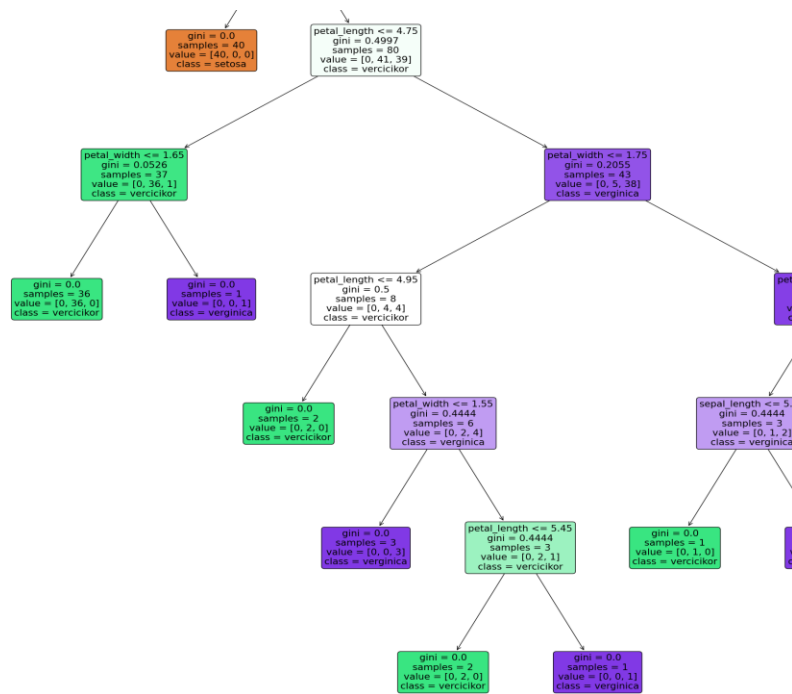 gini = 0.0
samples = 40
value = [40, 0, 0]
class = setosa
petal_length <= 4.75
gini = 0.4997
samples = 80
value = [0, 41, 39]
class = vercicikor
petal_width <= 1.65
gini = 0.0526
samples = 37
value = [0, 36, 1]
class = vercicikor
petal_width <= 1.75
gini = 0.2055
samples = 43
value = [0, 5, 38]
class = verginica
gini = 0.0
samples = 36
value = [0, 36, 0]
class = vercicikor
gini = 0.0
samples = 1
value = [0, 0, 1]
class = verginica
petal_length <= 4.95
gini = 0.5
samples = 8
value = [0, 4, 4]
class = vercicikor
gini = 0.0
samples = 2
value = [0, 2, 0]
class = vercicikor
petal_width <= 1.55
gini = 0.4444
samples = 6
value = [0, 2, 4]
class = verginica
sepal_length <= 5.
gini = 0.4444
samples = 3
value = [0, 1, 2]
class = verginica
gini = 0.0
samples = 3
value = [0, 0, 3]
class = verginica
petal_length <= 5.45
gini = 0.4444
samples = 3
value = [0, 2, 1]
class = vercicikor
gini = 0.0
samples = 1
value = [0, 1, 0]
class = vercicikor
gini = 0.0
samples = 2
value = [0, 2, 0]
class = vercicikor
gini = 0.0
samples = 1
value = [0, 0, 1]
class = verginica